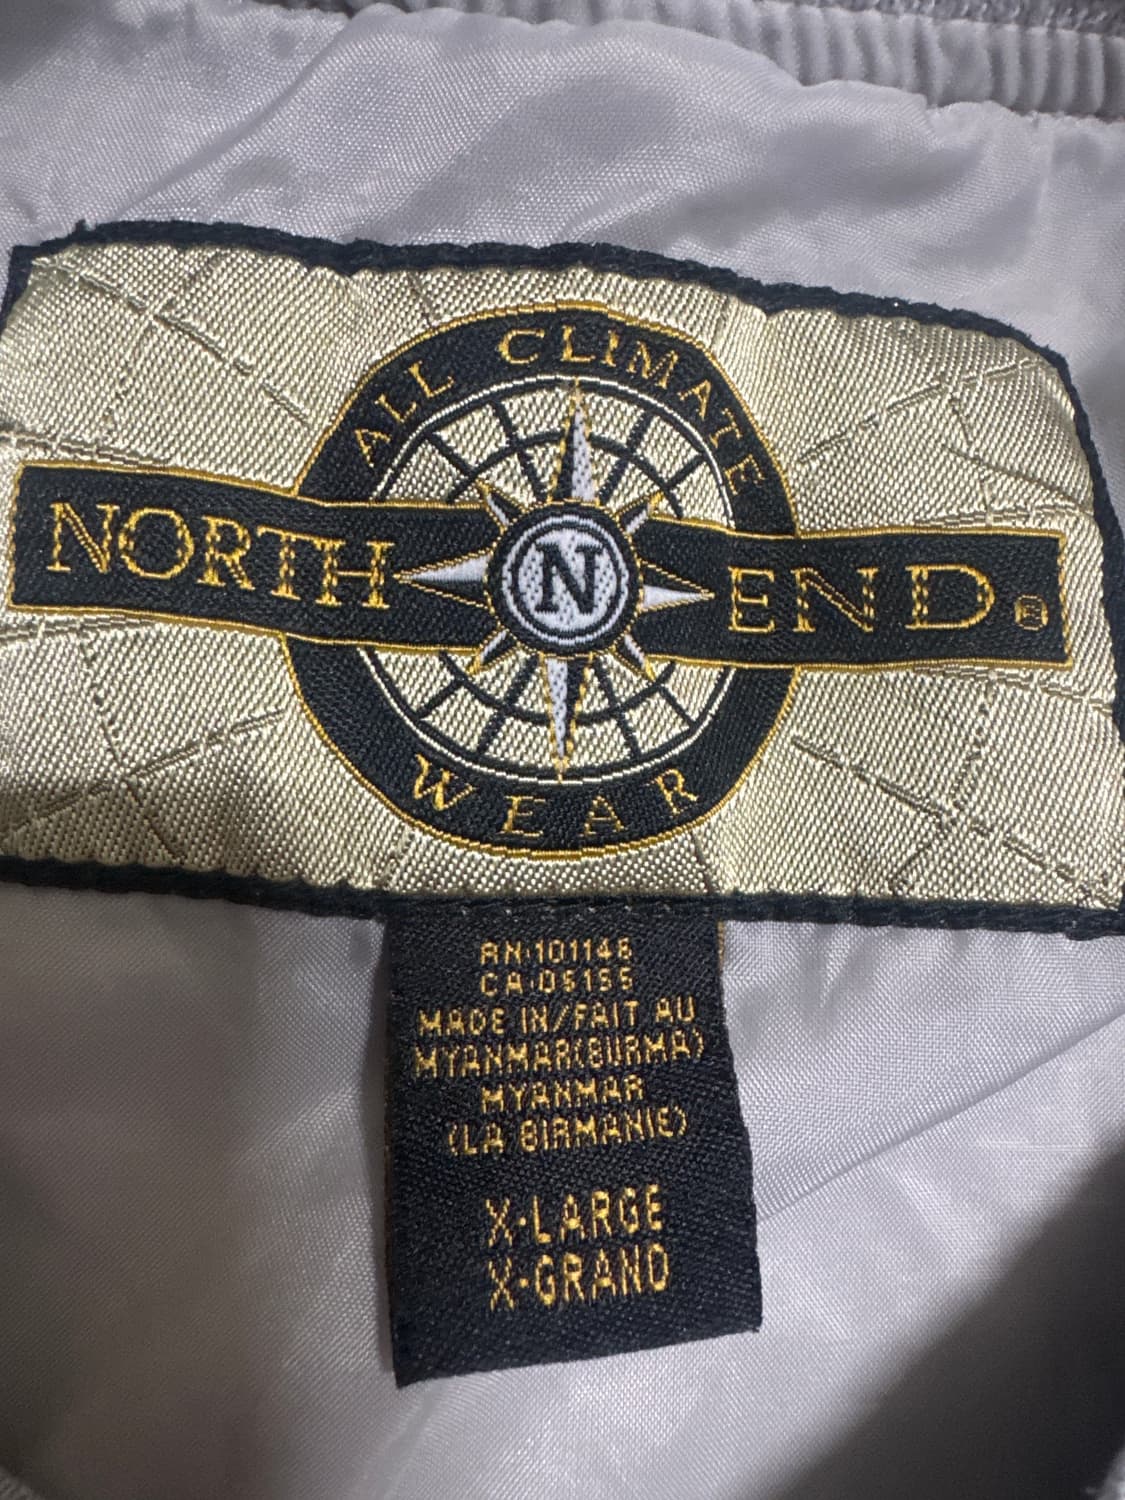 ALL CLIMATE
NORTH N END®
WEAR
RN:101146
CA:05155
MADE IN/FAIT AU
MYANMAR(BURMA)
MYANMAR
(LA BIRMANIE)
X-LARGE
X-GRAND